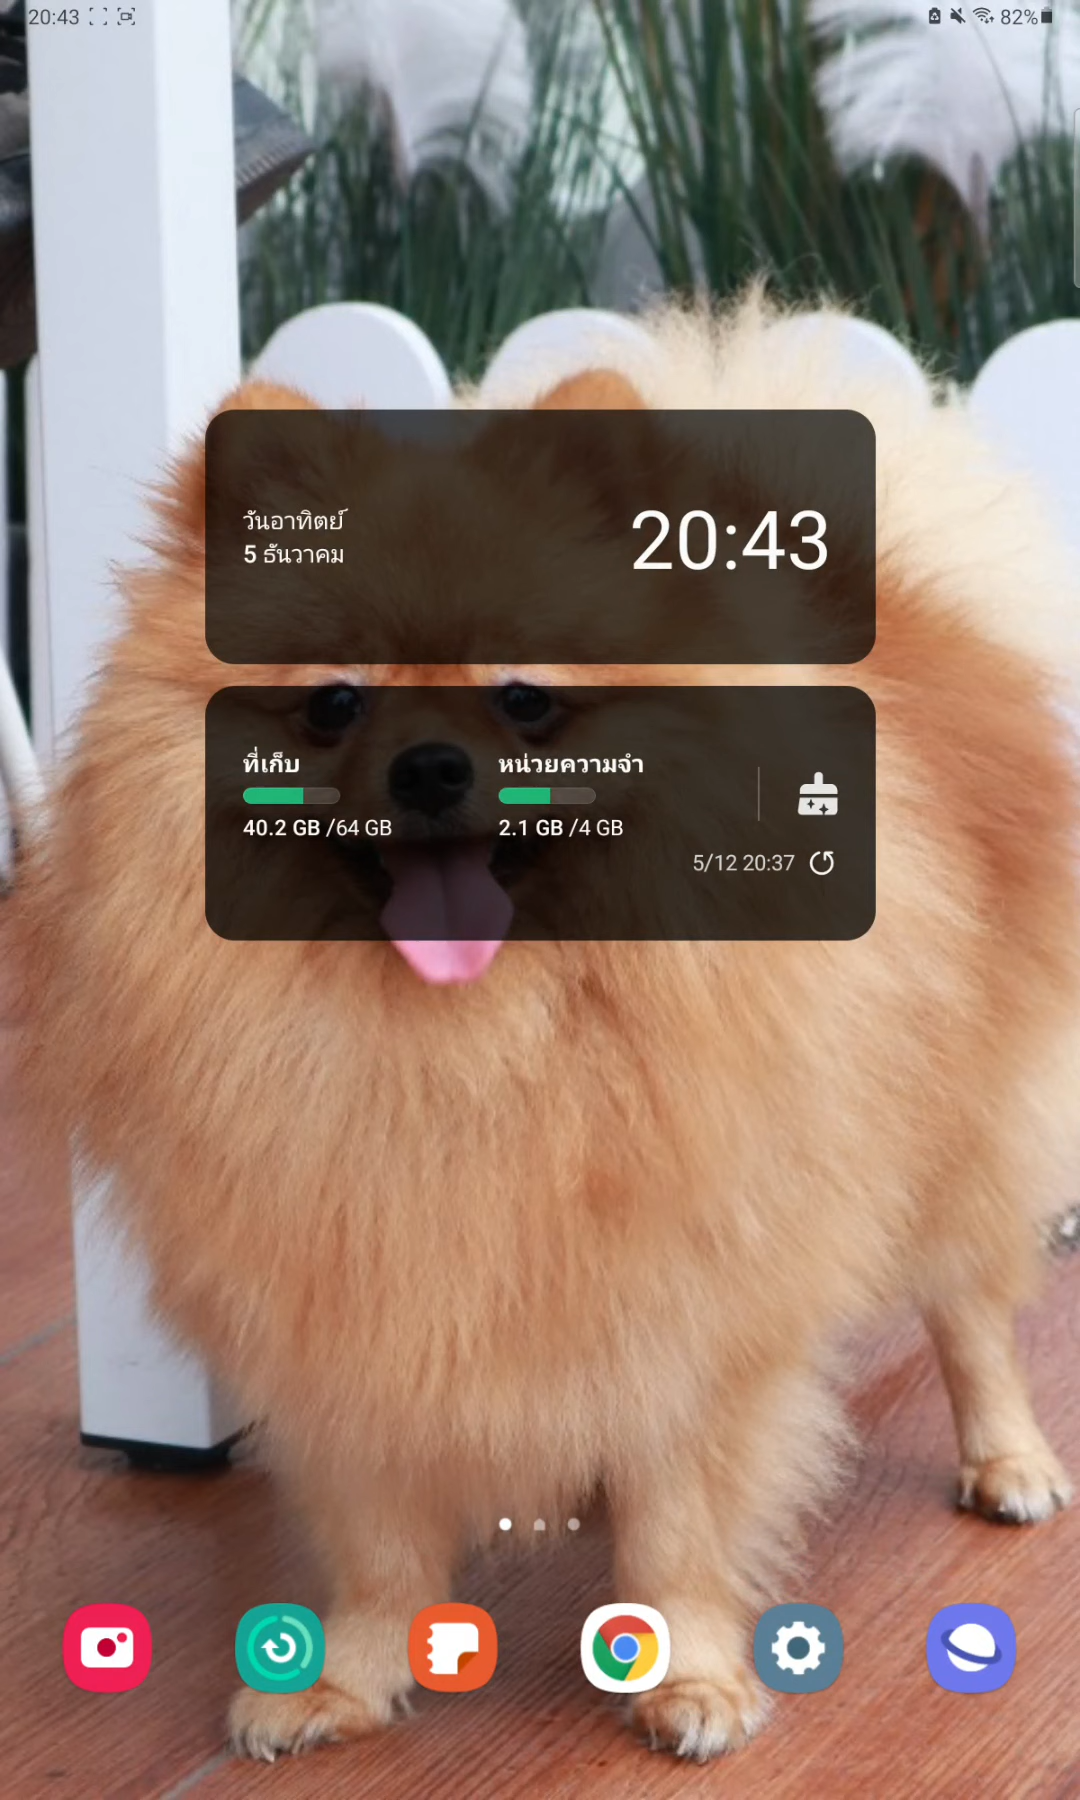 20:43
82%
วันอาทิตย์
5 ธันวาคม
20:43
ที่เก็บ
40.2 GB /64 GB
หน่วยความจำ
2.1 GB /4 GB
5/12 20:37